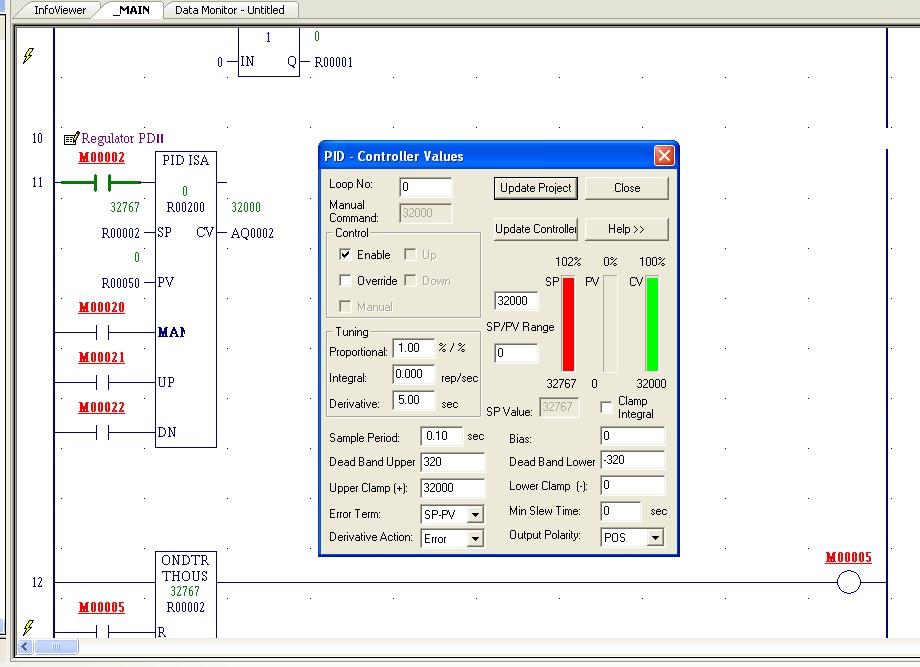 InfoViewer _MAIN Data Monitor - Untitled
1 0
0 IN Q R00001
10 Regulator PDII
M00002 PID ISA
11 0
32767 R00200 32000
R00002 SP CV AQ0002
0
R00050 PV
M00020
MAN
M00021
UP
M00022
DN
ONDTR
12 THOUS
32767
M00005 R00002
R
M00005
PID - Controller Values
Loop No: 0 Update Project Close
Manual Command: 32000 Update Controller Help >>
Control
Enable Up
Override Down
Manual
102% 0% 100%
SP PV CV
32000
SP/PV Range
0
32767 0 32000
SP Value: 32767 Clamp Integral
Tuning
Proportional: 1.00 % / %
Integral: 0.000 rep/sec
Derivative: 5.00 sec
Sample Period: 0.10 sec Bias: 0
Dead Band Upper 320 Dead Band Lower -320
Upper Clamp (+): 32000 Lower Clamp (-): 0
Error Term: SP-PV Min Slew Time: 0 sec
Derivative Action: Error Output Polarity: POS